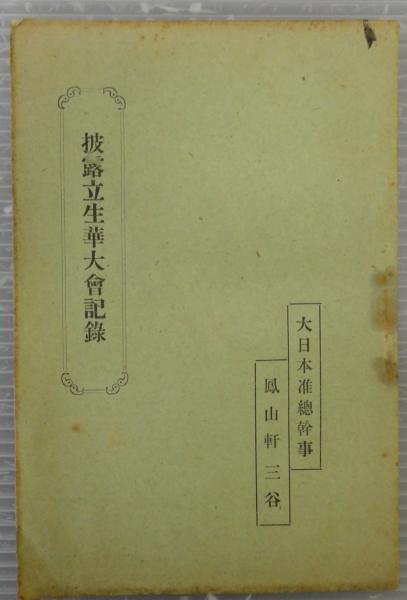 披露立生華大會記錄
大日本准總幹事
鳳山軒三谷